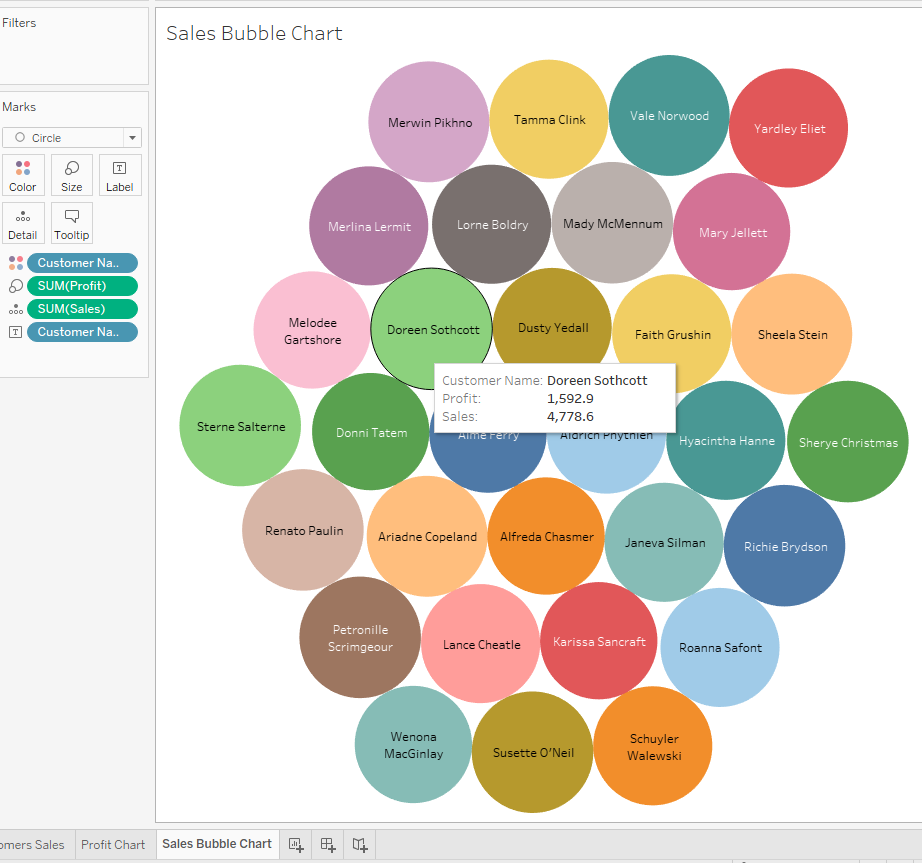 Filters
Marks
Circle
Color
Size
Label
Detail
Tooltip
Customer Na..
SUM(Profit)
SUM(Sales)
Customer Na..
Sales Bubble Chart
Merwin Pikhno
Tamma Clink
Vale Norwood
Yardley Eliet
Merlina Lermit
Lorne Boldry
Mady McMennum
Mary Jellett
Melodee
Gartshore
Doreen Sothcott
Dusty Yedall
Faith Grushin
Sheela Stein
Customer Name: Doreen Sothcott
Profit: 1,592.9
Sales: 4,778.6
Sterne Salterne
Donni Tatem
Aime Ferry
Aldrich Phythien
Hyacintha Hanne
Sherye Christmas
Renato Paulin
Ariadne Copeland
Alfreda Chasmer
Janeva Silman
Richie Brydson
Petronille
Scrimgeour
Lance Cheatle
Karissa Sancraft
Roanna Safont
Wenona
MacGinlay
Susette O'Neil
Schuyler
Walewski
omers Sales
Profit Chart
Sales Bubble Chart